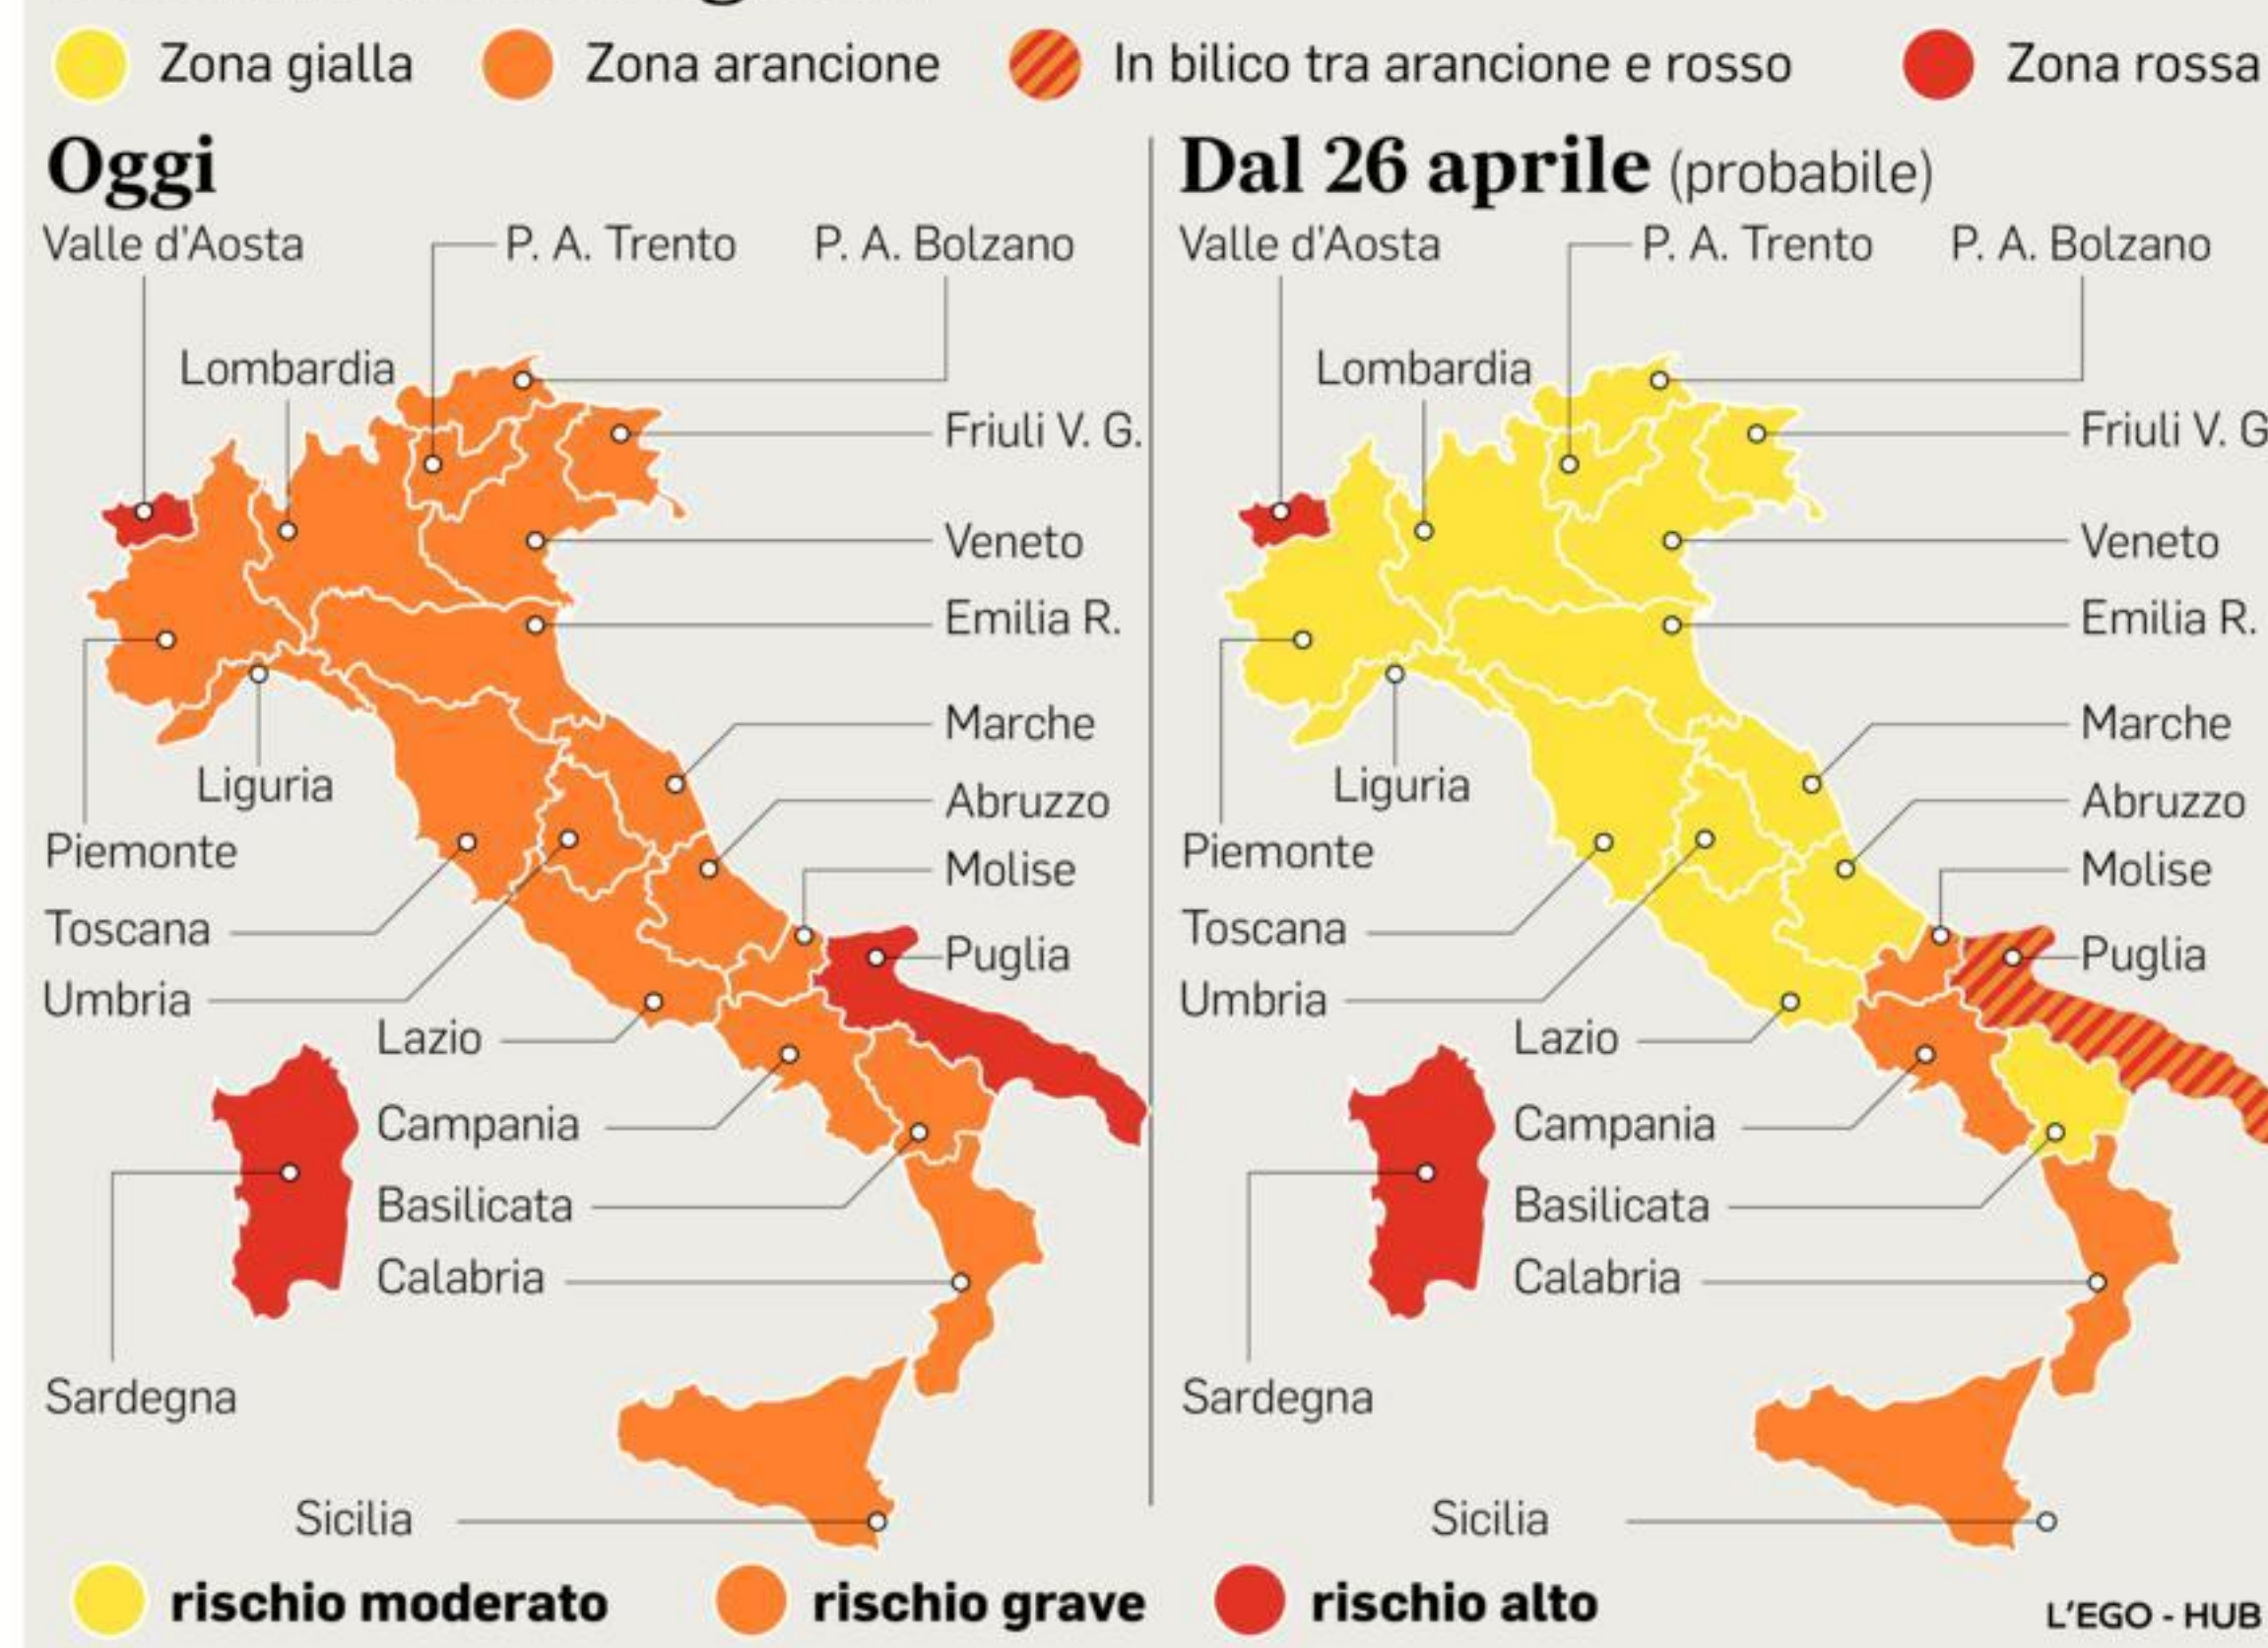 Zona gialla
Zona arancione
In bilico tra arancione e rosso
Zona rossa
Oggi
Valle d'Aosta
P. A. Trento
P. A. Bolzano
Lombardia
Friuli V. G.
Veneto
Emilia R.
Marche
Liguria
Abruzzo
Piemonte
Molise
Toscana
Puglia
Umbria
Lazio
Campania
Basilicata
Calabria
Sardegna
Sicilia
Dal 26 aprile (probabile)
Valle d'Aosta
P. A. Trento
P. A. Bolzano
Lombardia
Friuli V. G
Veneto
Emilia R.
Marche
Liguria
Abruzzo
Piemonte
Molise
Toscana
Puglia
Umbria
Lazio
Campania
Basilicata
Calabria
Sardegna
Sicilia
rischio moderato
rischio grave
rischio alto
L'EGO - HUB